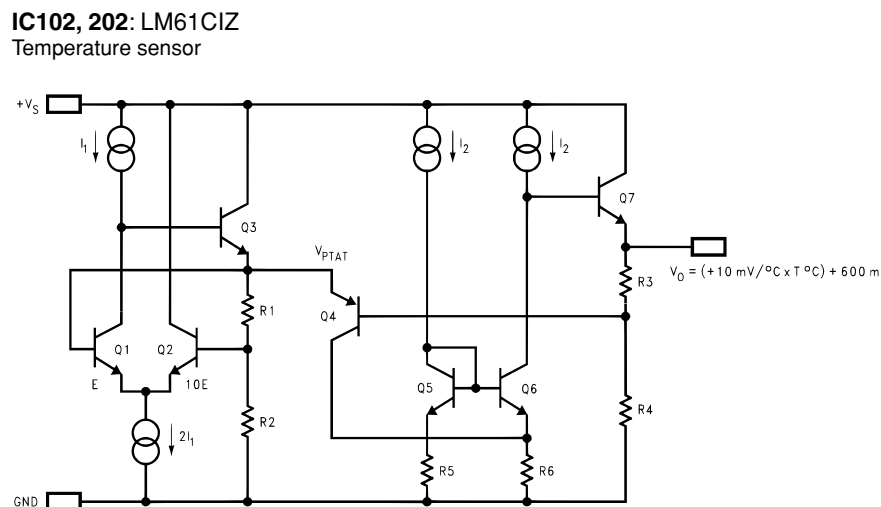 IC102, 202: LM61CIZ
Temperature sensor
+VS
I1
I2
I2
Q7
Q3
VPTAT
VO = (+10 mV/°C x T °C) + 600 m
R3
R1
Q4
Q1
Q2
E
10E
Q5
Q6
R4
R2
2I1
R5
R6
GND